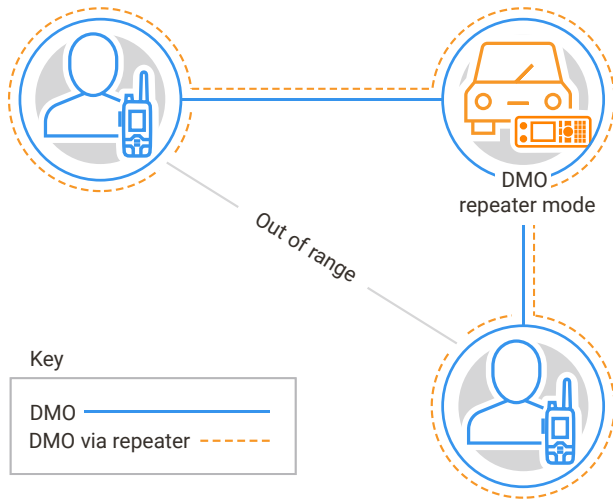 DMO
repeater mode
Out of range
Key
DMO
DMO via repeater